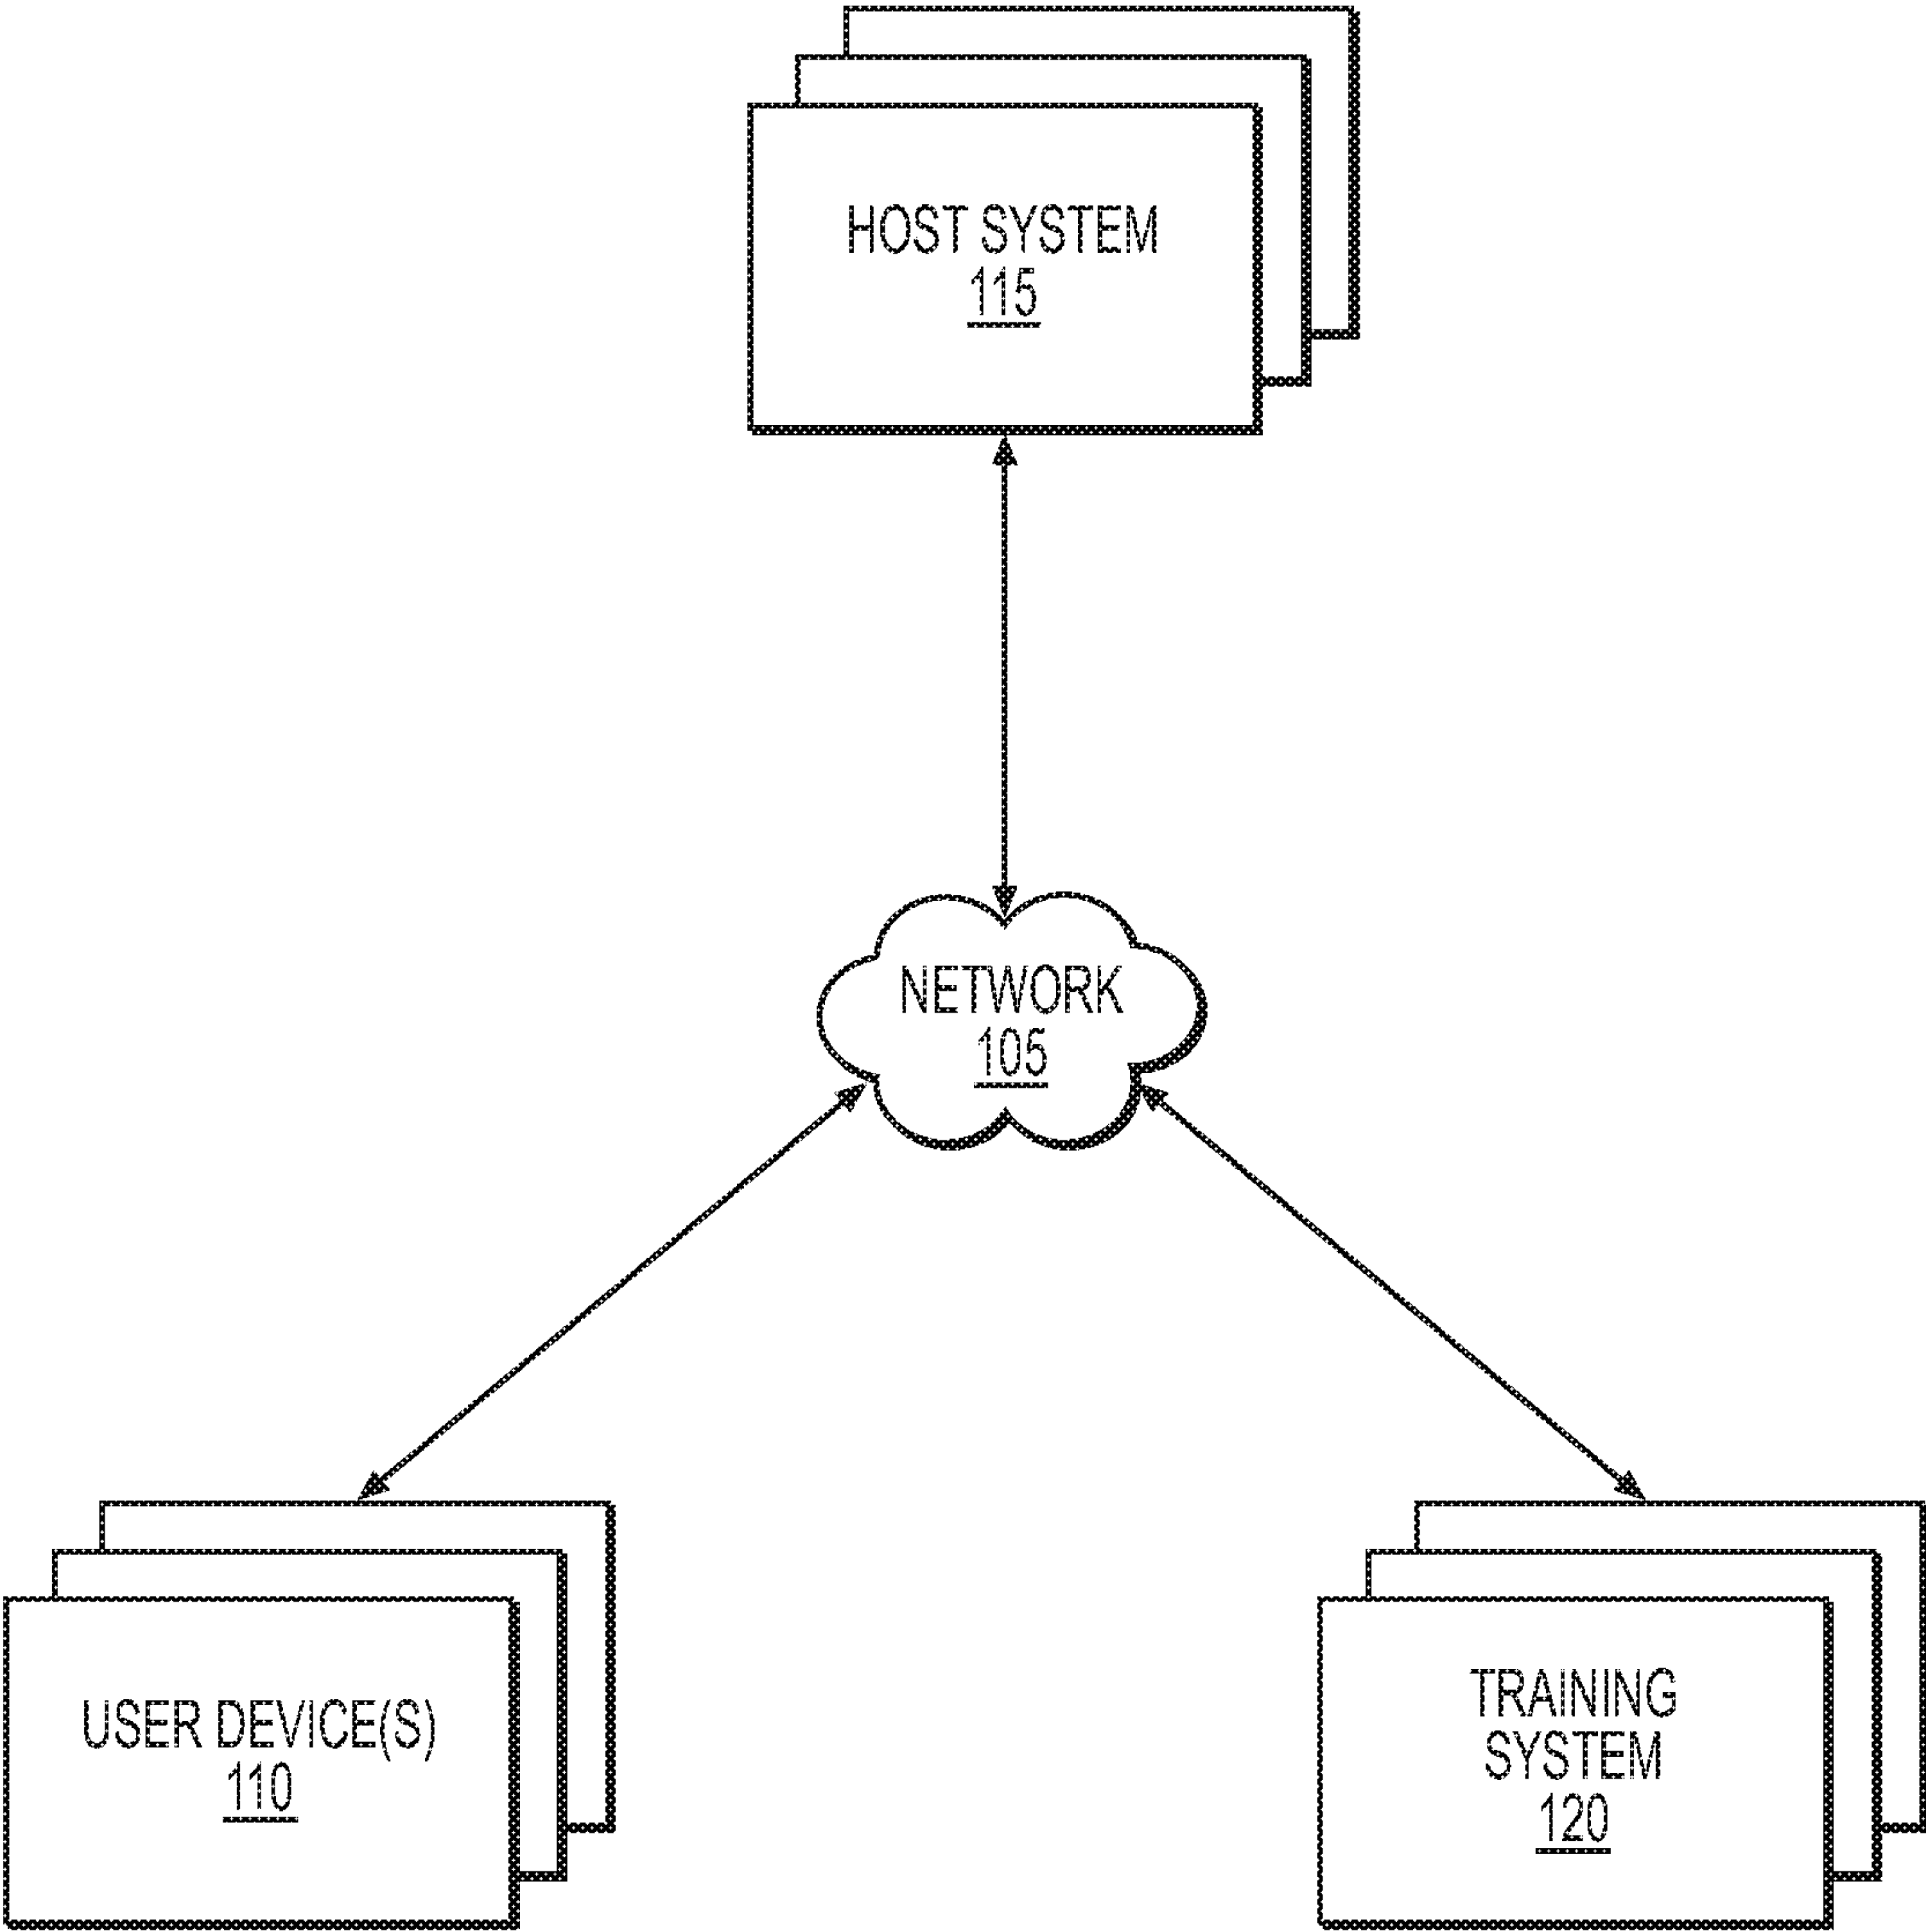 HOST SYSTEM
115
NETWORK
105
USER DEVICE(S)
110
TRAINING
SYSTEM
120